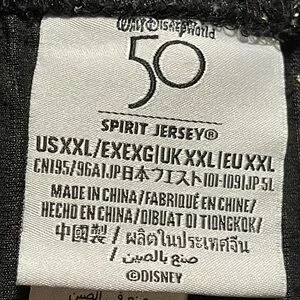 Walt Disney World
50
SPIRIT JERSEY®
US XXL/EXEXG|UK XXL|EU XXL
CN195/96A|JP日本ウエスト101-109|JP 5L
MADE IN CHINA/FABRIQUÉ EN CHINE/
HECHO EN CHINA/DIBUAT DI TIONGKOK/
中國製/ผลิตในประเทศจีน/
صنع بالصين/
©DISNEY